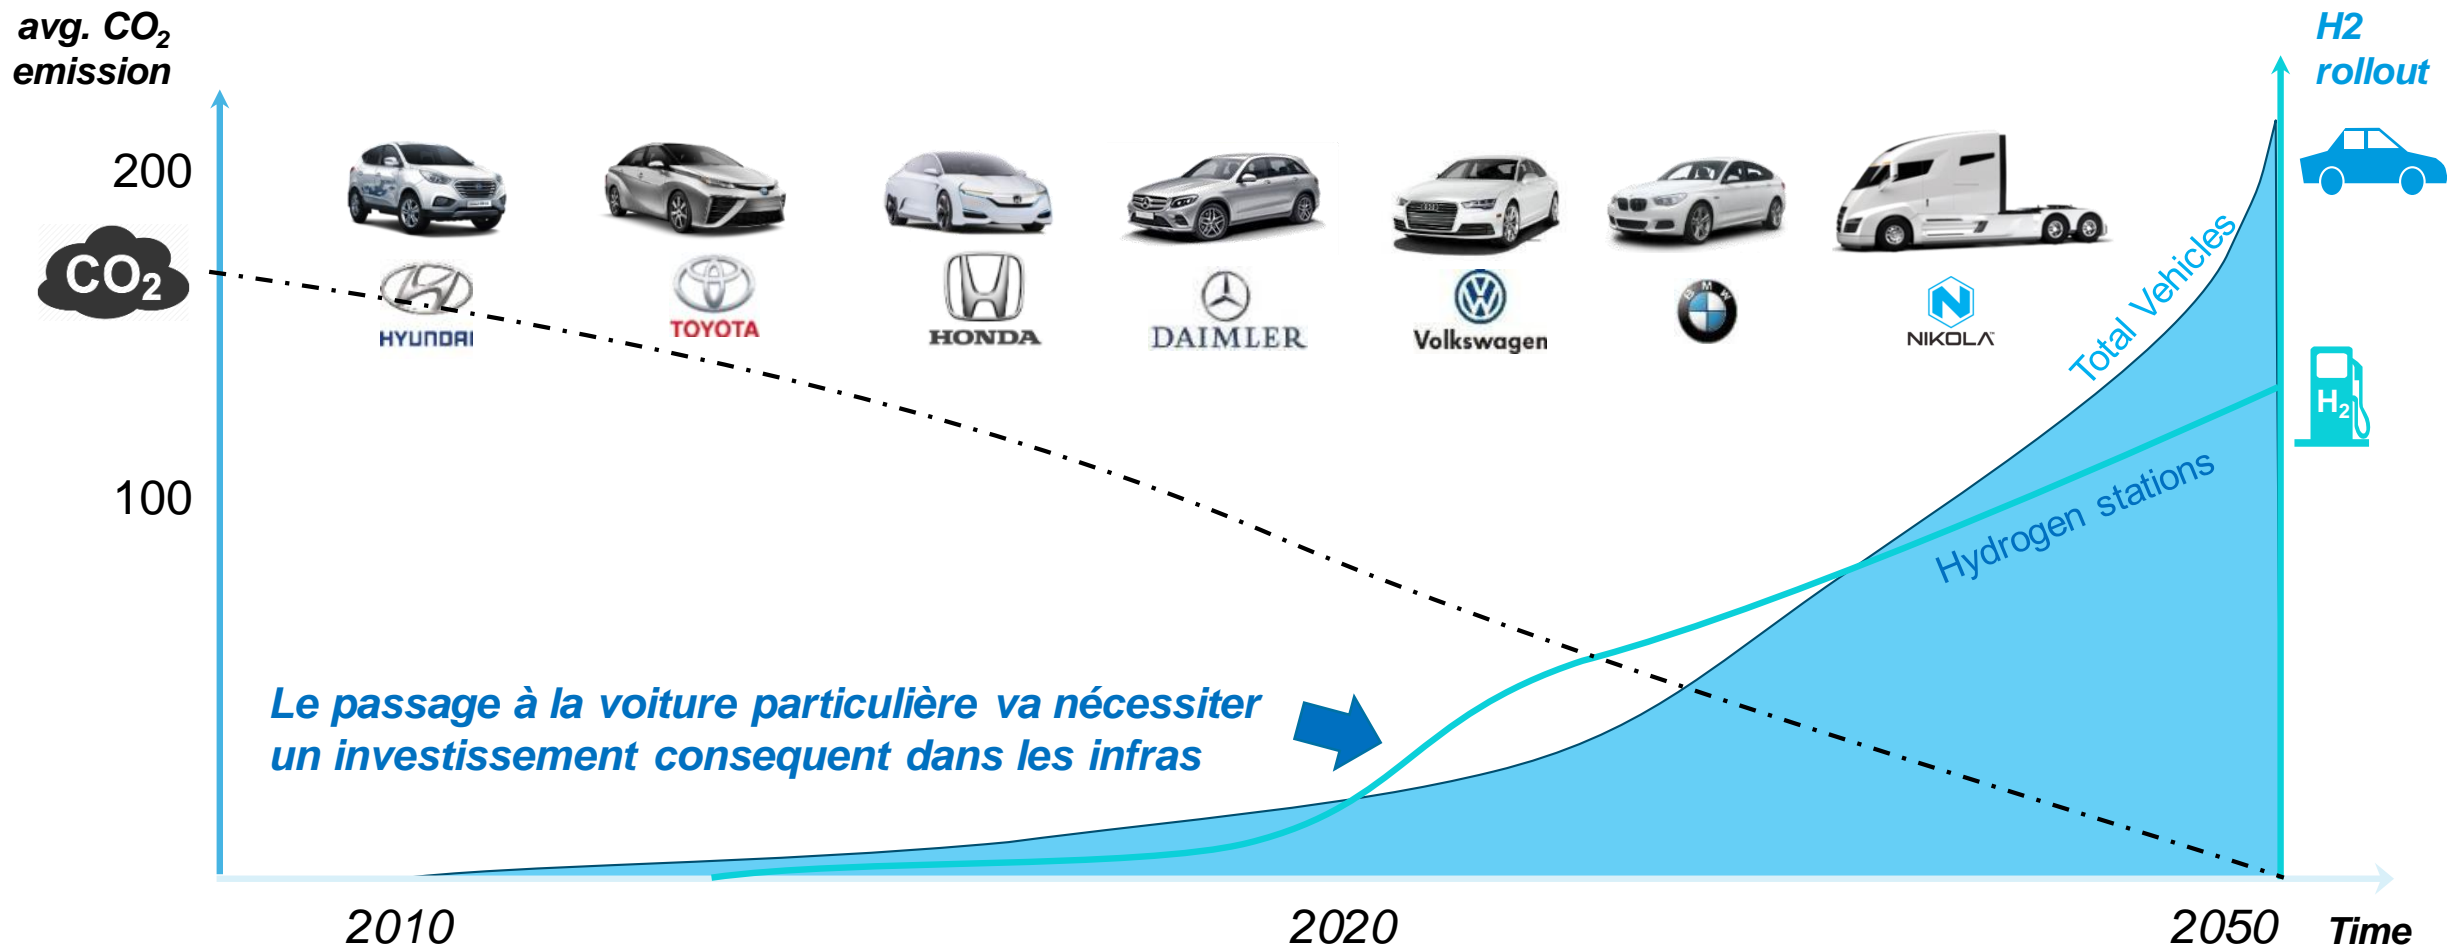 avg. CO₂
emission
H2
rollout
200
CO₂
100
HYUNDAI
TOYOTA
HONDA
DAIMLER
Volkswagen
BMW
NIKOLA
Total Vehicles
H₂
Hydrogen stations
Le passage à la voiture particulière va nécessiter
un investissement consequent dans les infras
2010
2020
2050
Time